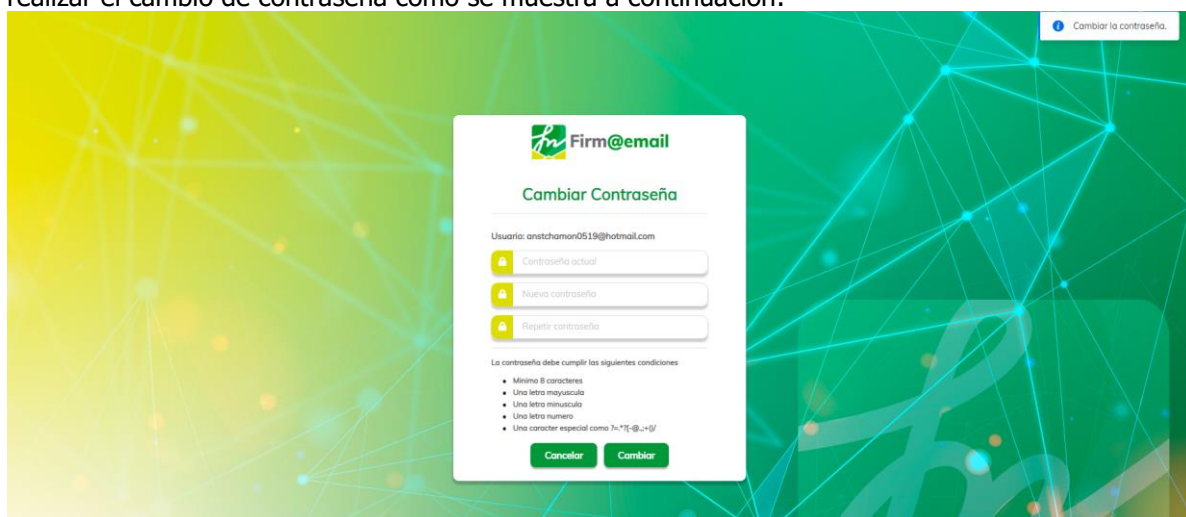 realizar el cambio de contraseña como se muestra a continuación:
Cambiar la contraseña.
Firm@email
Cambiar Contraseña
Usuario: anstchamon0519@hotmail.com
Contraseña actual
Nueva contraseña
Repetir contraseña
La contraseña debe cumplir las siguientes condiciones
• Minimo 8 caracteres
• Una letra mayuscula
• Una letra minuscula
• Una letra numero
• Una caracter especial como ?=.*?[-@.,;+()/
Cancelar Cambiar